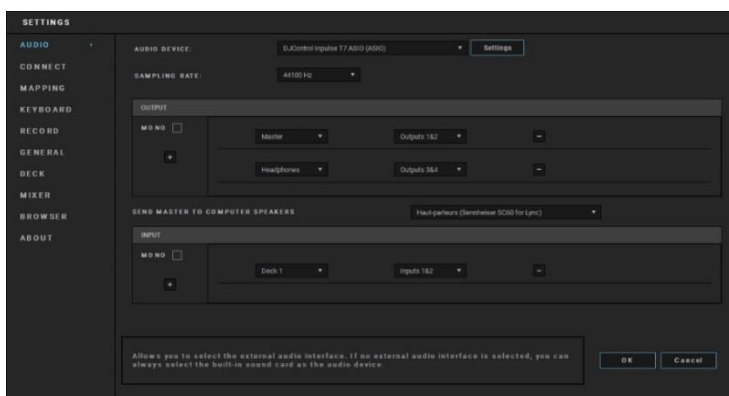 SETTINGS
AUDIO
CONNECT
MAPPING
KEYBOARD
RECORD
GENERAL
DECK
MIXER
BROWSER
ABOUT
AUDIO DEVICE: DJControl Inpulse T7 ASIO (ASIO) Settings
SAMPLING RATE: 44100 Hz
OUTPUT
MONO
+
Master Outputs 1&2 −
Headphones Outputs 3&4 −
SEND MASTER TO COMPUTER SPEAKERS Haut-parleurs (Sennheiser SC60 for Lync)
INPUT
MONO
+
Deck 1 Inputs 1&2 −
Allows you to select the external audio interface. If no external audio interface is selected, you can
always select the built-in sound card as the audio device.
OK Cancel